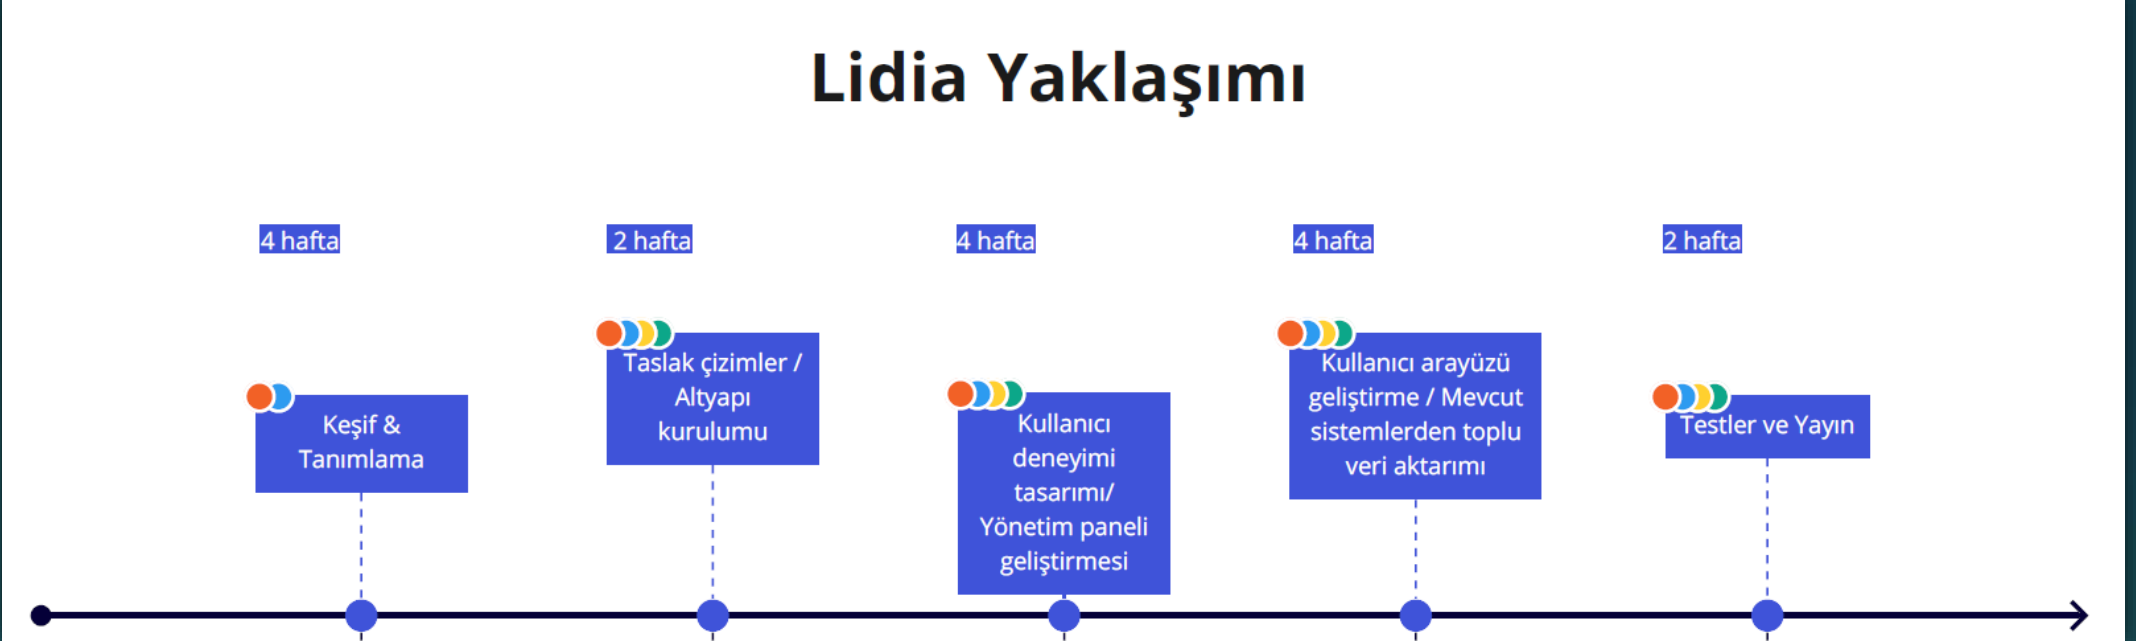 Lidia Yaklaşımı
4 hafta
2 hafta
4 hafta
4 hafta
2 hafta
Keşif &
Tanımlama
Taslak çizimler /
Altyapı
kurulumu
Kullanıcı
deneyimi
tasarımı/
Yönetim paneli
geliştirmesi
Kullanıcı arayüzü
geliştirme / Mevcut
sistemlerden toplu
veri aktarımı
Testler ve Yayın